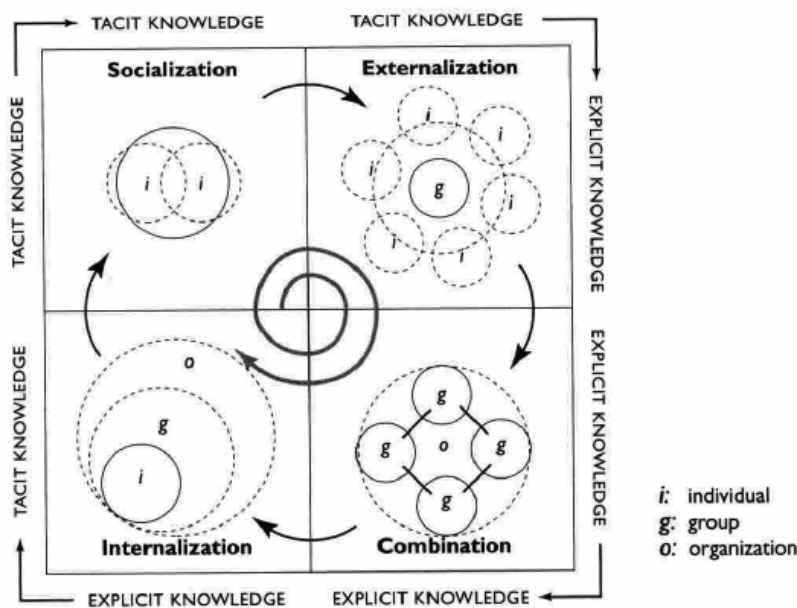 TACIT KNOWLEDGE
TACIT KNOWLEDGE
Socialization
Externalization
TACIT KNOWLEDGE
EXPLICIT KNOWLEDGE
i
i
i
i
i
g
i
i
i
TACIT KNOWLEDGE
EXPLICIT KNOWLEDGE
o
g
i
g
g
o
g
g
Internalization
Combination
EXPLICIT KNOWLEDGE
EXPLICIT KNOWLEDGE
i: individual
g: group
o: organization